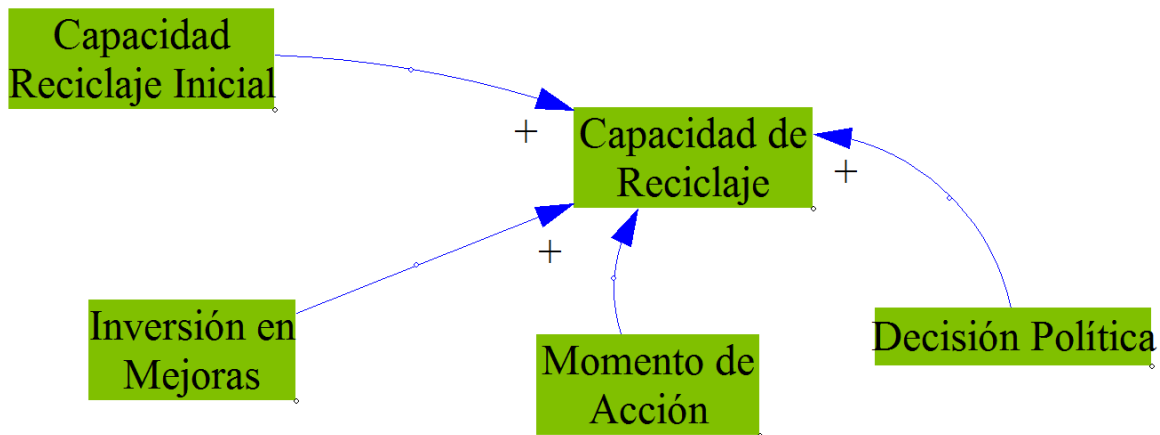 Capacidad
Reciclaje Inicial
+
Capacidad de
Reciclaje
+
+
Inversión en
Mejoras
Momento de
Acción
Decisión Política